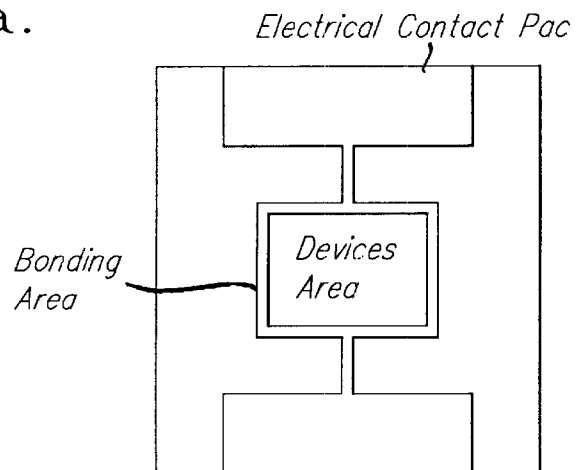 a.
Electrical Contact Pac
Devices
Area
Bonding
Area